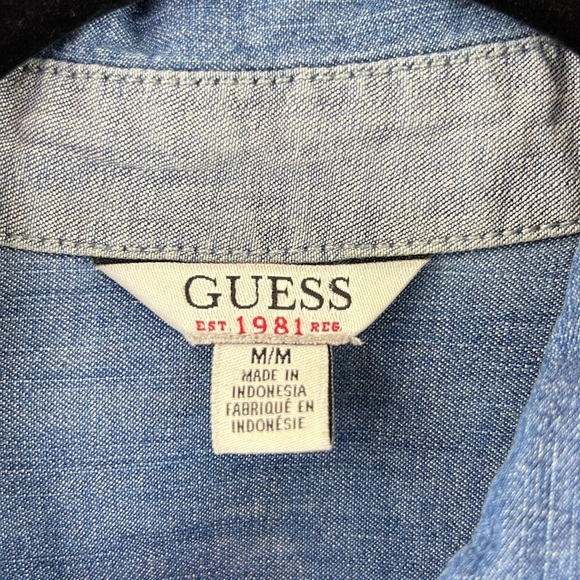 GUESS
EST. 1981 REG.
M/M
MADE IN
INDONESIA
FABRIQUÉ EN
INDONÉSIE